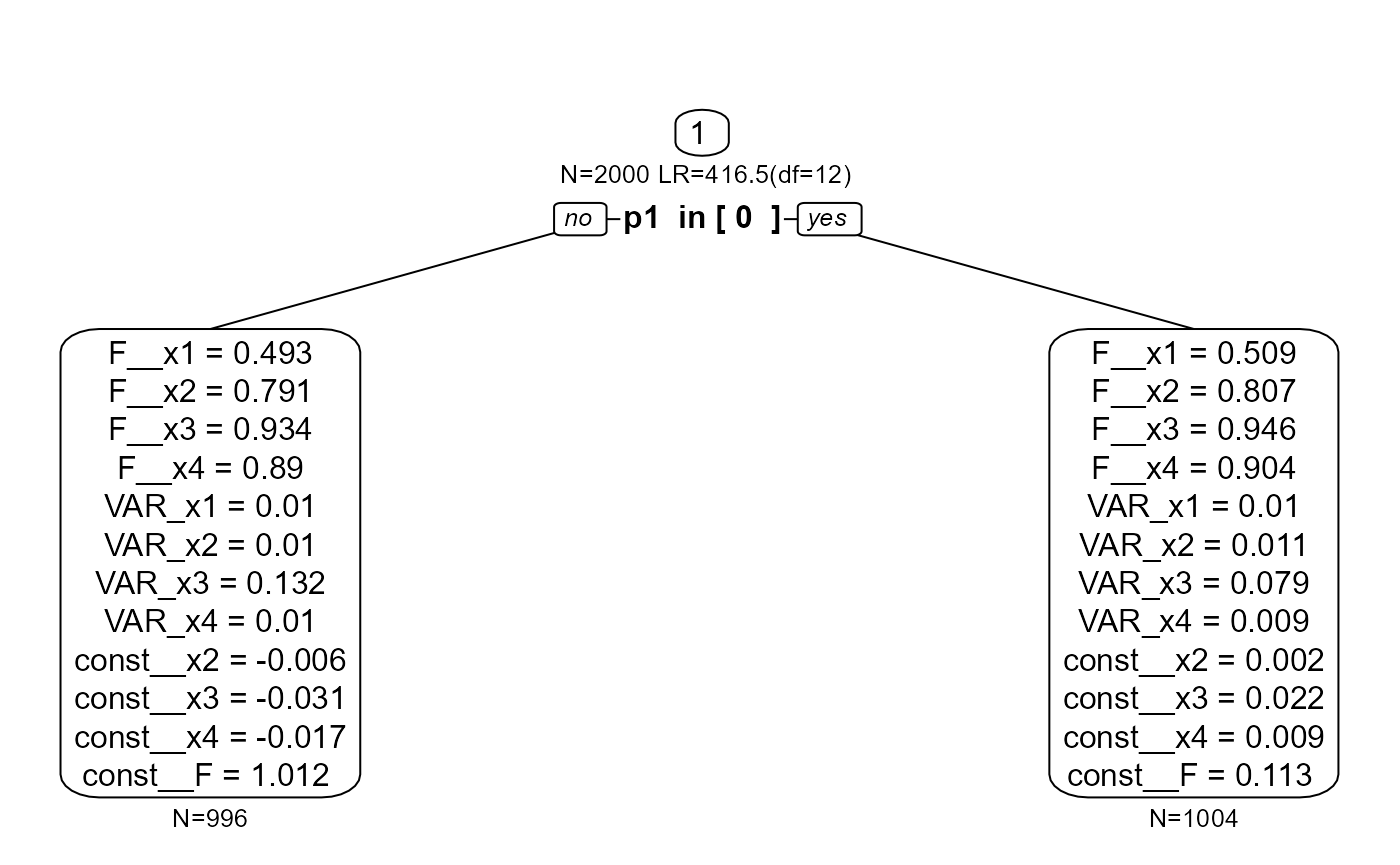 1
N=2000 LR=416.5(df=12)
no p1 in [ 0 ] yes
F__x1 = 0.493
F__x2 = 0.791
F__x3 = 0.934
F__x4 = 0.89
VAR_x1 = 0.01
VAR_x2 = 0.01
VAR_x3 = 0.132
VAR_x4 = 0.01
const__x2 = -0.006
const__x3 = -0.031
const__x4 = -0.017
const__F = 1.012
N=996
F__x1 = 0.509
F__x2 = 0.807
F__x3 = 0.946
F__x4 = 0.904
VAR_x1 = 0.01
VAR_x2 = 0.011
VAR_x3 = 0.079
VAR_x4 = 0.009
const__x2 = 0.002
const__x3 = 0.022
const__x4 = 0.009
const__F = 0.113
N=1004